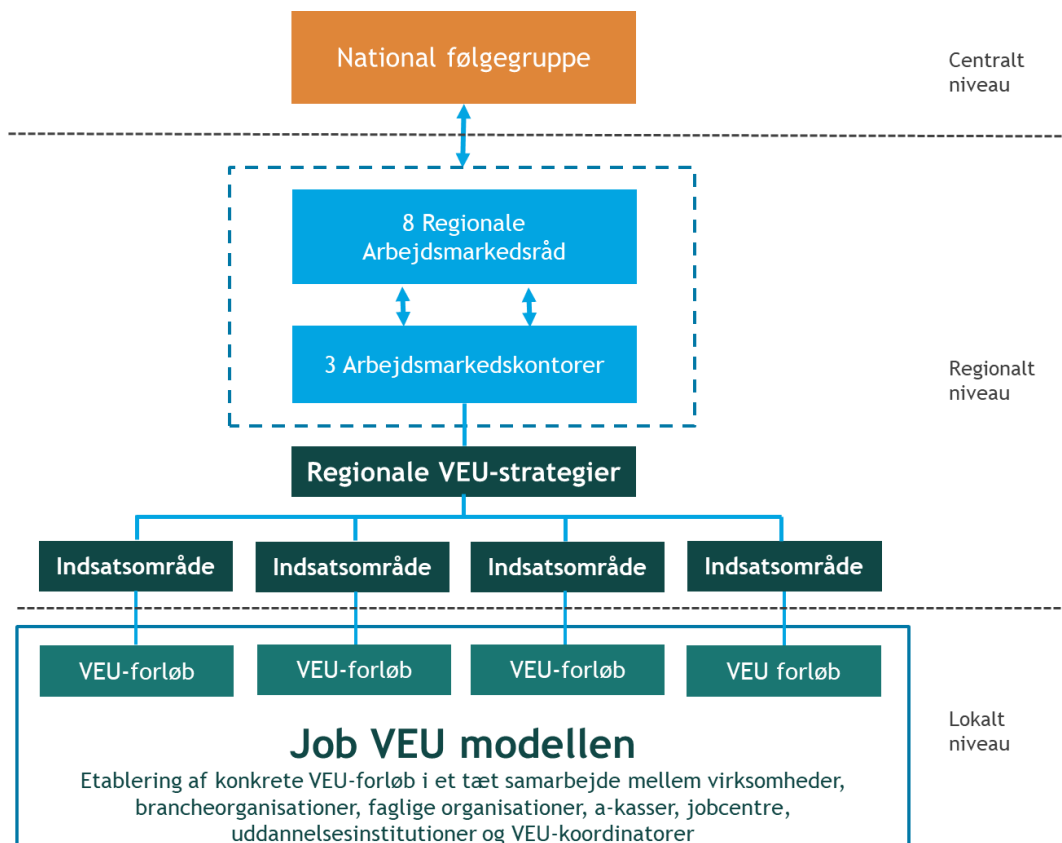 National følgegruppe
Centralt
niveau
8 Regionale
Arbejdsmarkedsråd
3 Arbejdsmarkedskontorer
Regionalt
niveau
Regionale VEU-strategier
Indsatsområde
Indsatsområde
Indsatsområde
Indsatsområde
VEU-forløb
VEU-forløb
VEU-forløb
VEU forløb
Lokalt
niveau
Job VEU modellen
Etablering af konkrete VEU-forløb i et tæt samarbejde mellem virksomheder,
brancheorganisationer, faglige organisationer, a-kasser, jobcentre,
uddannelsesinstitutioner og VEU-koordinatorer